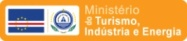 Ministério
do Turismo,
Indústria e Energia